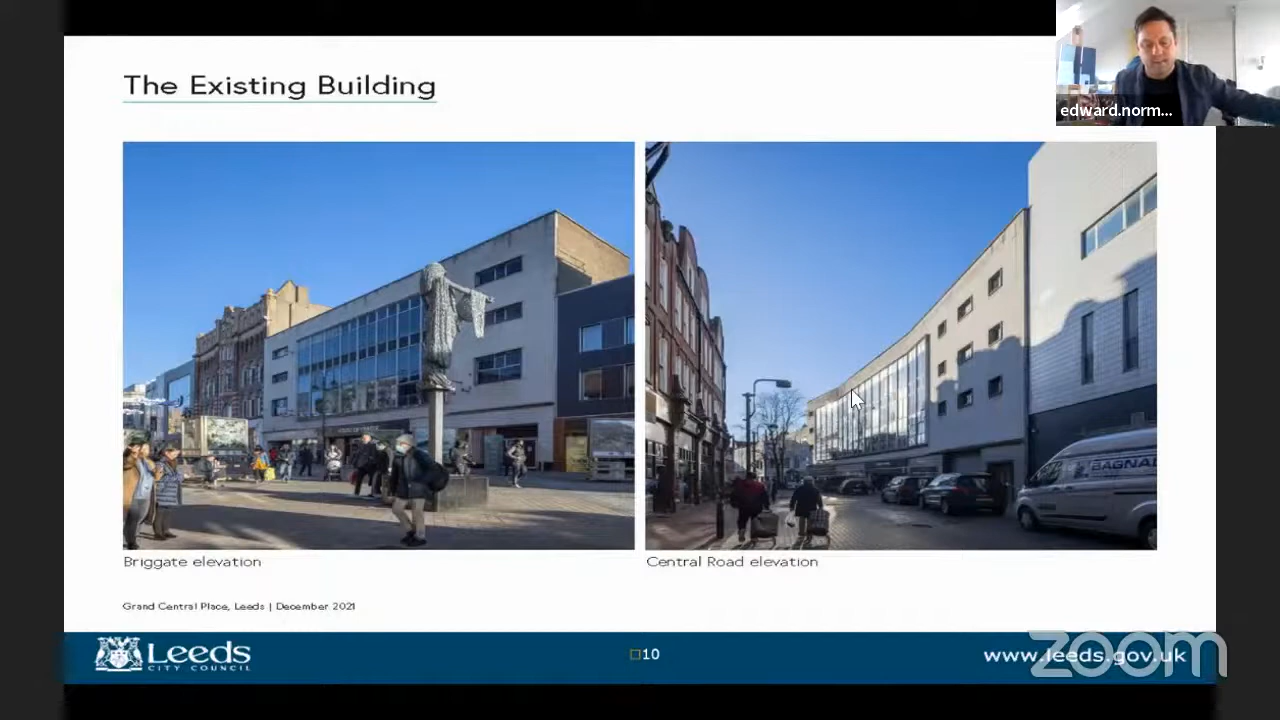 The Existing Building
edward.norm...
BAGNAL
Briggate elevation
Central Road elevation
Grand Central Place, Leeds | December 2021
Leeds
CITY COUNCIL
10
www.leeds.gov.uk
zoom